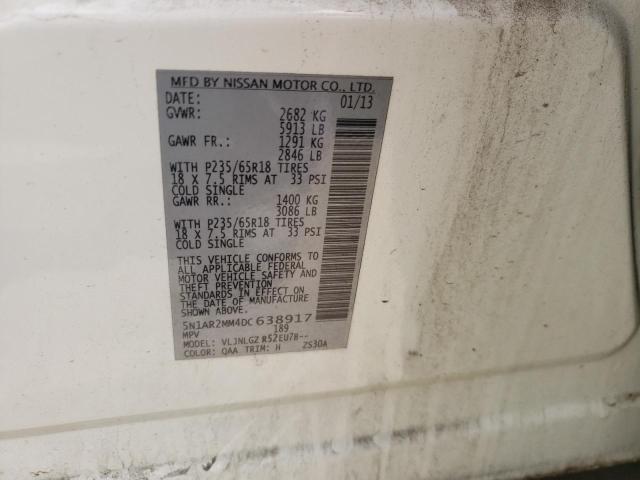 MFD BY NISSAN MOTOR CO., LTD.
DATE: 01/13
GVWR: 2682 KG
5913 LB
GAWR FR.: 1291 KG
2846 LB
WITH P235/65R18 TIRES
18 X 7.5 RIMS AT 33 PSI
COLD SINGLE
GAWR RR.: 1400 KG
3086 LB
WITH P235/65R18 TIRES
18 X 7.5 RIMS AT 33 PSI
COLD SINGLE
THIS VEHICLE CONFORMS TO
ALL APPLICABLE FEDERAL
MOTOR VEHICLE SAFETY AND
THEFT PREVENTION
STANDARDS IN EFFECT ON
THE DATE OF MANUFACTURE
SHOWN ABOVE.
5N1AR2MM4DC638917
MPV 189
MODEL: VLJNLGZ R52EU7B--
COLOR: QAA TRIM: H ZS30A